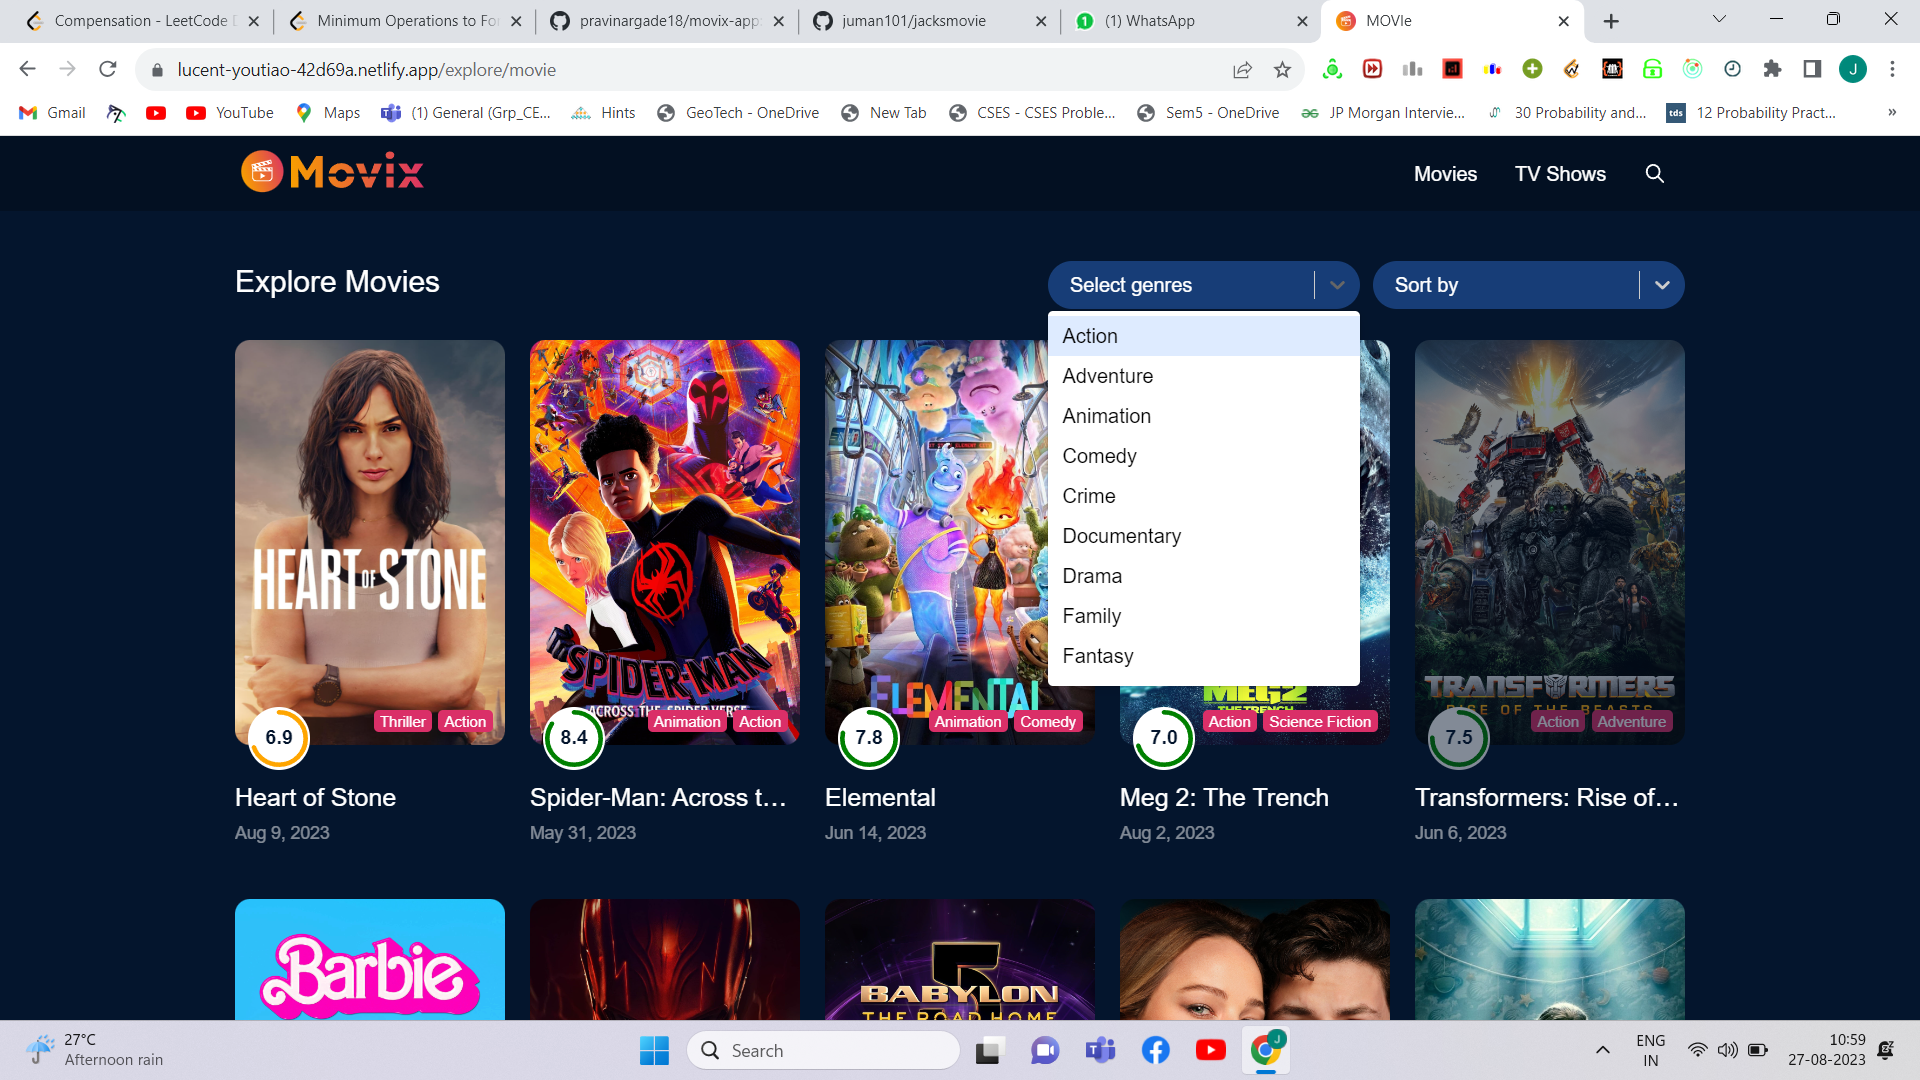 Compensation - LeetCode D
Minimum Operations to For
pravinargade18/movix-app:
juman101/jacksmovie
(1) WhatsApp
MOVIe
lucent-youtiao-42d69a.netlify.app/explore/movie
J
Gmail
YouTube
Maps
(1) General (Grp_CE...
Hints
GeoTech - OneDrive
New Tab
CSES - CSES Proble...
Sem5 - OneDrive
JP Morgan Intervie...
30 Probability and...
tds
12 Probability Pract...
»
Movix
Movies
TV Shows
Explore Movies
Select genres
Sort by
Action
Adventure
Animation
Comedy
Crime
Documentary
Drama
Family
Fantasy
HEART OF STONE
SPIDER-MAN
ACROSS THE SPIDER-VERSE
ELEMENTAL
MEG 2
THE TRENCH
TRANSFORMERS
RISE OF THE BEASTS
6.9
Thriller
Action
8.4
Animation
Action
7.8
Animation
Comedy
7.0
Action
Science Fiction
7.5
Action
Adventure
Heart of Stone
Aug 9, 2023
Spider-Man: Across t...
May 31, 2023
Elemental
Jun 14, 2023
Meg 2: The Trench
Aug 2, 2023
Transformers: Rise of...
Jun 6, 2023
Barbie
5
BABYLON
THE ROAD HOME
27°C
Afternoon rain
Search
J
ENG
IN
10:59
27-08-2023